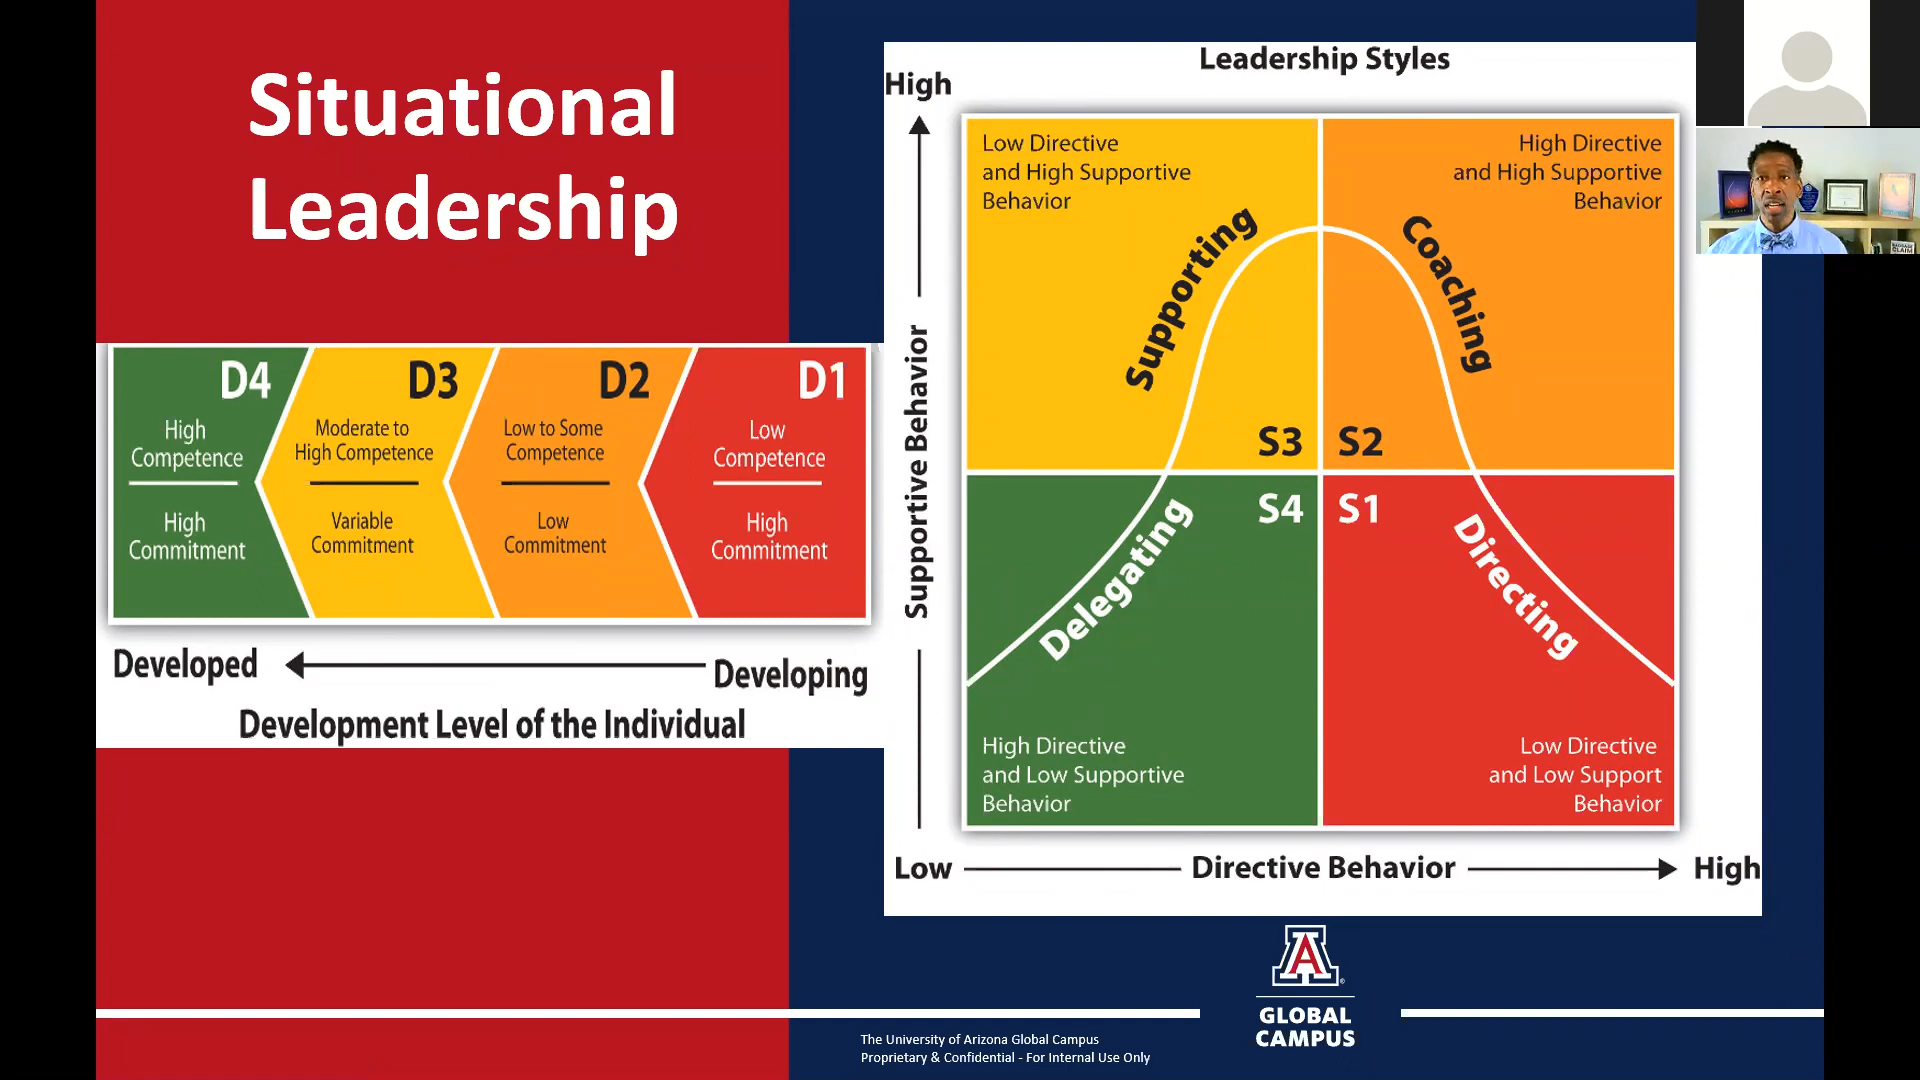 Situational
Leadership
D4
High
Competence
High
Commitment
D3
Moderate to
High Competence
Variable
Commitment
D2
Low to Some
Competence
Low
Commitment
D1
Low
Competence
High
Commitment
Developed
Developing
Development Level of the Individual
Leadership Styles
High
Supportive Behavior
Low Directive
and High Supportive
Behavior
Supporting
S3
High Directive
and High Supportive
Behavior
Coaching
S2
S4
Delegating
High Directive
and Low Supportive
Behavior
S1
Directing
Low Directive
and Low Support
Behavior
Low
Directive Behavior
High
BAGGAGE
CLAIM
A
GLOBAL
CAMPUS
The University of Arizona Global Campus
Proprietary & Confidential - For Internal Use Only